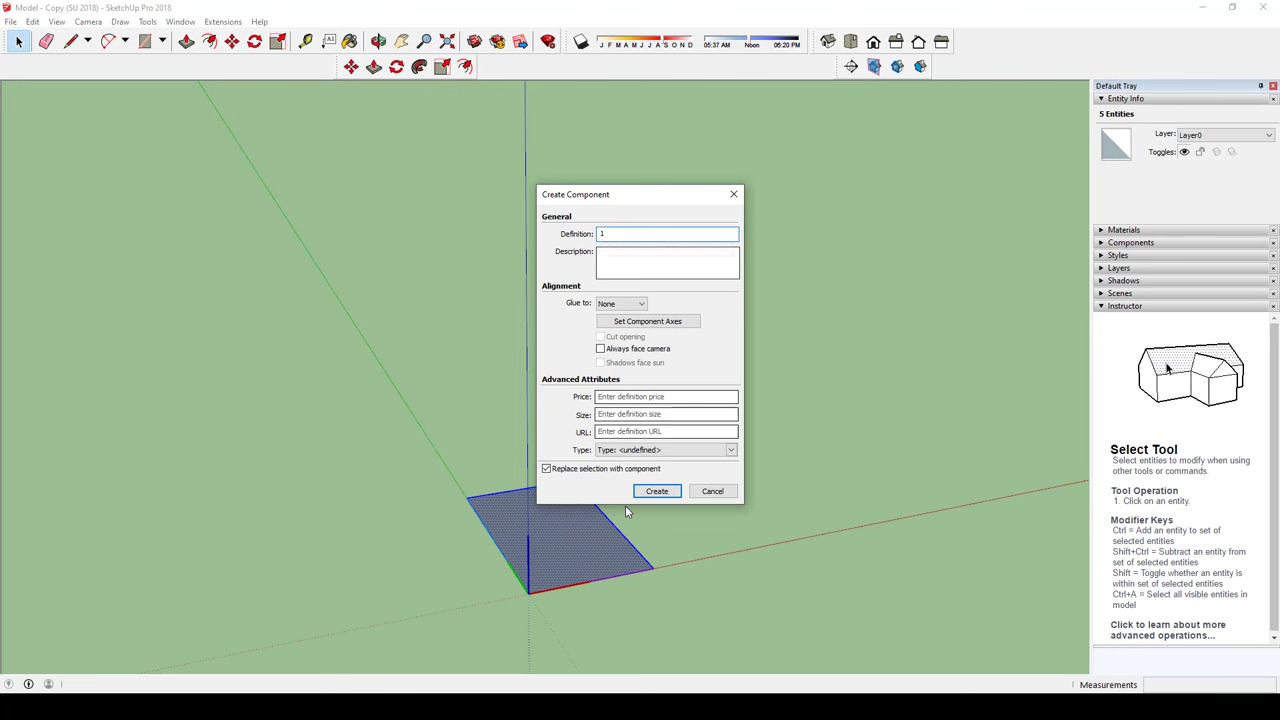 Model - Copy (SU 2018) - SketchUp Pro 2018
File Edit View Camera Draw Tools Window Extensions Help
J F M A M J J A S O N D 05:37 AM Noon 06:20 PM
Default Tray
Entity Info
5 Entities
Layer: Layer0
Toggles:
Create Component
General
Definition: 1
Description:
Alignment
Glue to: None
Set Component Axes
Cut opening
Always face camera
Shadows face sun
Advanced Attributes
Price: Enter definition price
Size: Enter definition size
URL: Enter definition URL
Type: Type: <undefined>
Replace selection with component
Create Cancel
Materials
Components
Styles
Layers
Shadows
Scenes
Instructor
Select Tool
Select entities to modify when using
other tools or commands.
Tool Operation
1. Click on an entity.
Modifier Keys
Ctrl = Add an entity to set of
selected entities
Shift+Ctrl = Subtract an entity from
set of selected entities
Shift = Toggle whether an entity is
within set of selected entities
Ctrl+A = Select all visible entities in
model
Click to learn about more
advanced operations...
Measurements